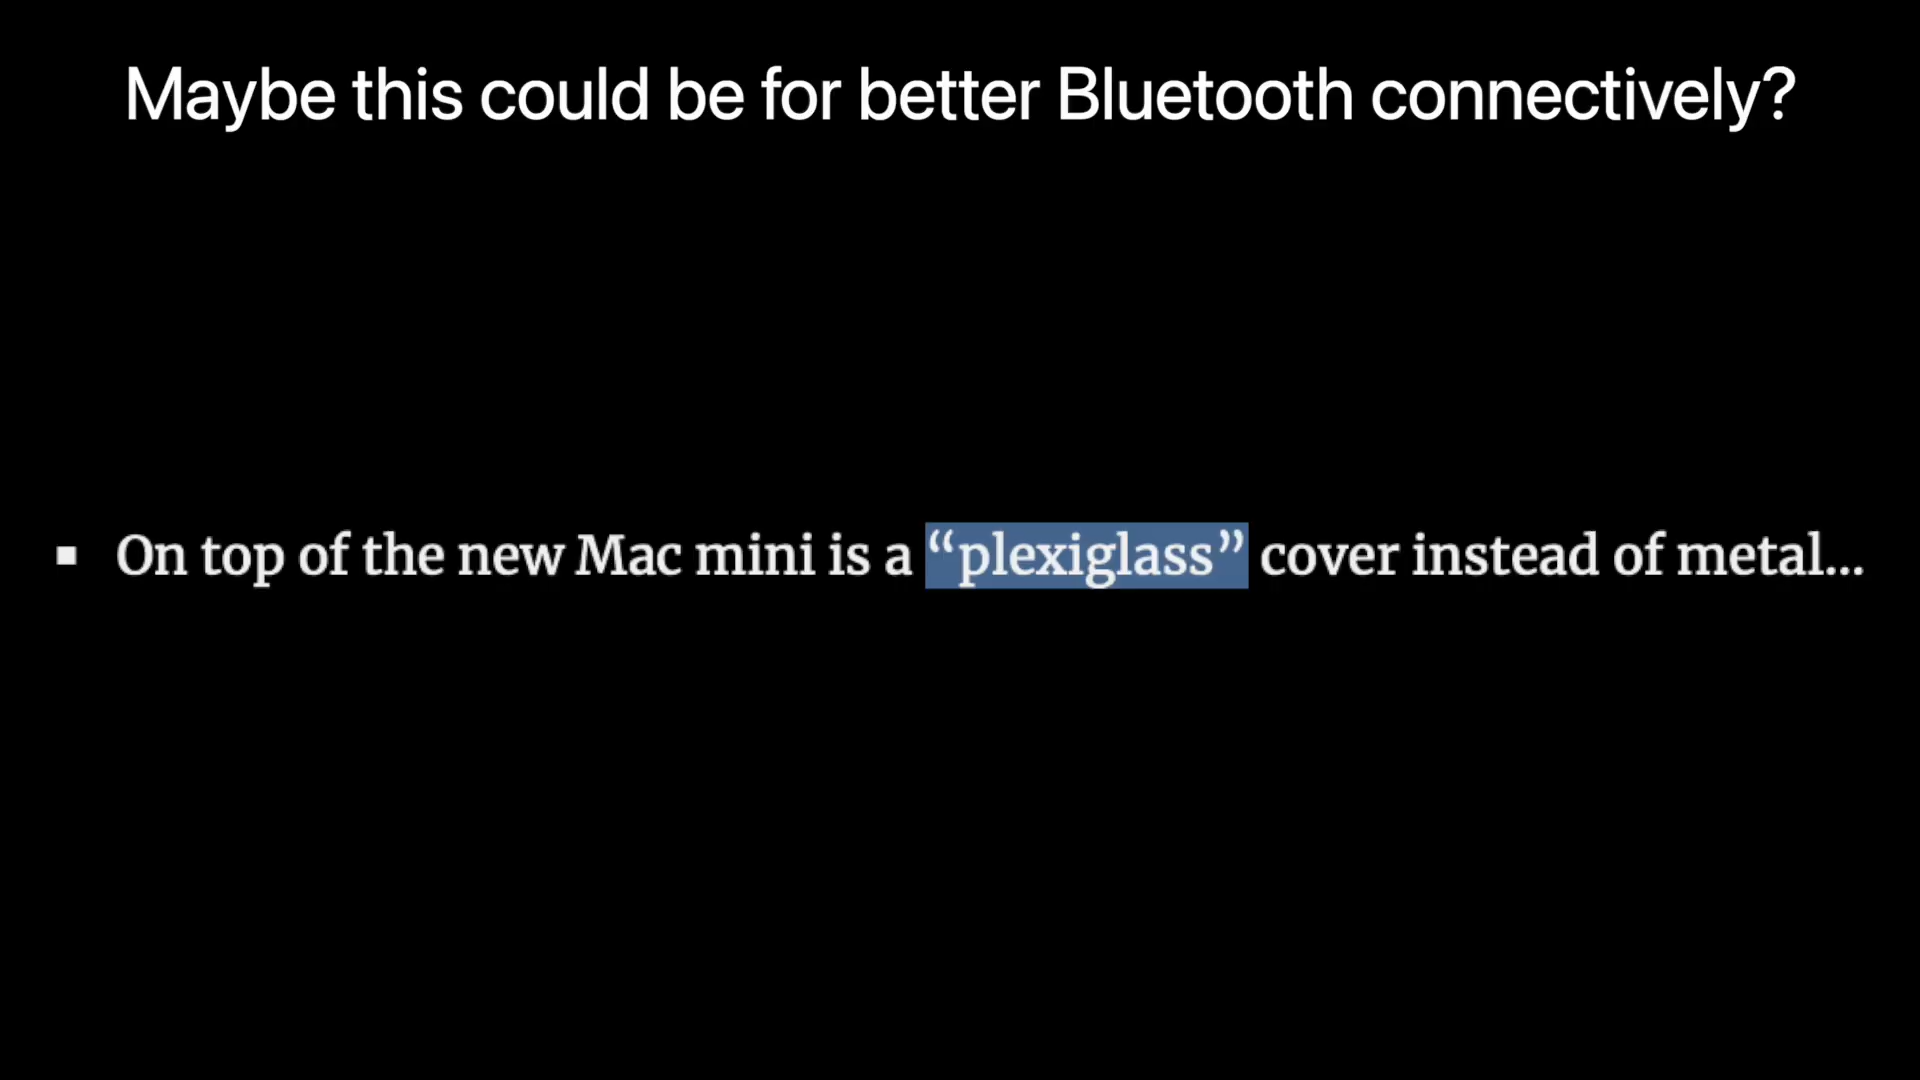 Maybe this could be for better Bluetooth connectively?
▪ On top of the new Mac mini is a “plexiglass” cover instead of metal...